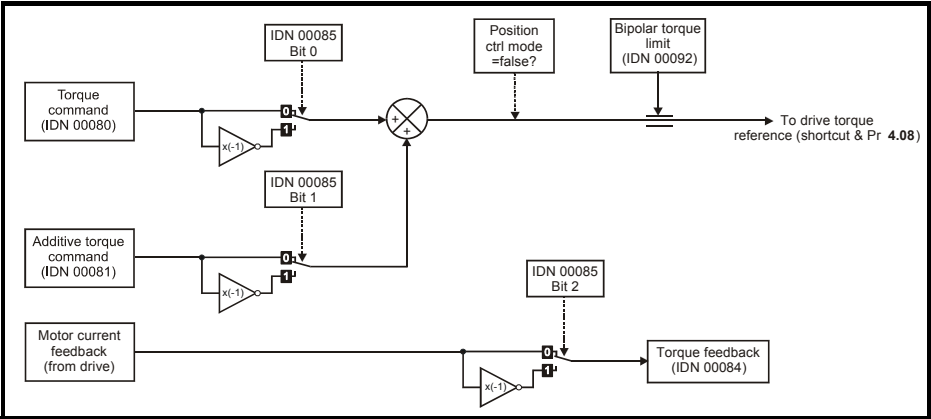 IDN 00085
Bit 0
Position
ctrl mode
=false?
Bipolar torque
limit
(IDN 00092)
Torque
command
(IDN 00080)
0
1
x(-1)
+
+
To drive torque
reference (shortcut & Pr 4.08)
IDN 00085
Bit 1
Additive torque
command
(IDN 00081)
0
1
x(-1)
IDN 00085
Bit 2
Motor current
feedback
(from drive)
0
1
x(-1)
Torque feedback
(IDN 00084)